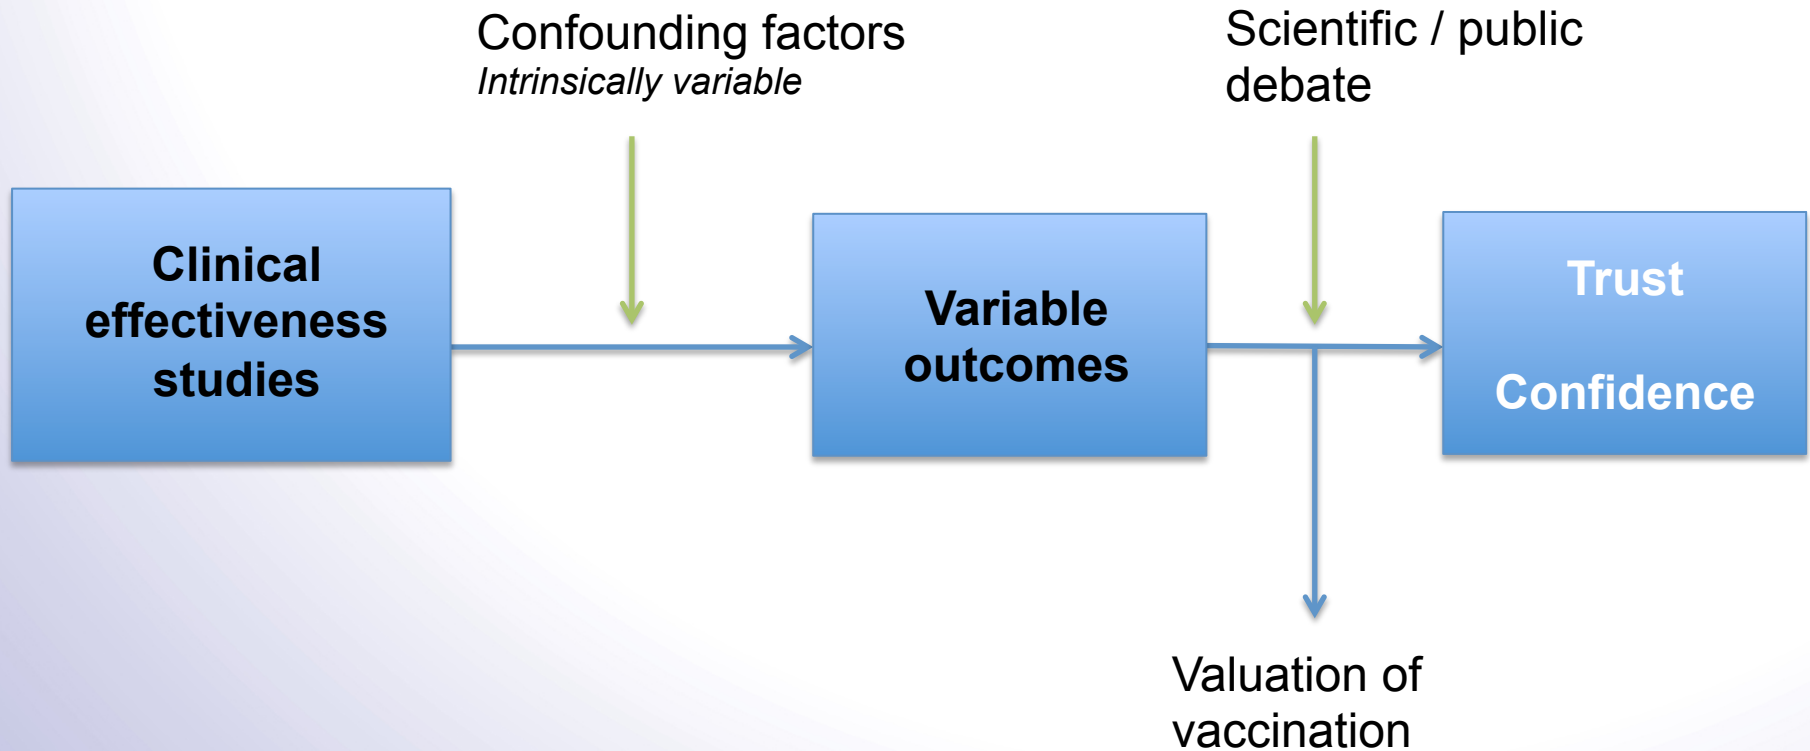 Confounding factors
Intrinsically variable
Scientific / public
debate
Clinical
effectiveness
studies
Variable
outcomes
Trust
Confidence
Valuation of
vaccination